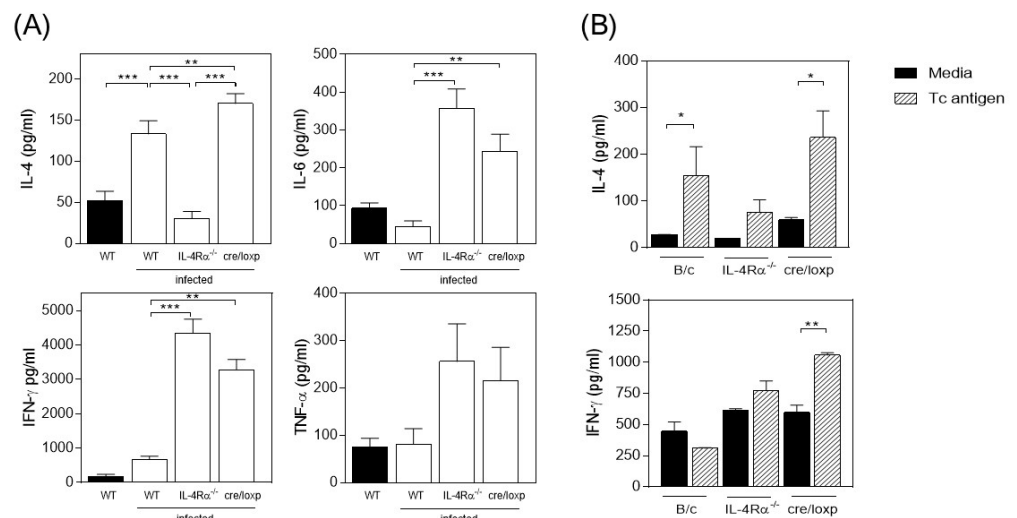 (A)
200
150
100
50
0
IL-4 (pg/ml)
***
***
**
***
WT
WT
IL-4Rα-/-
cre/loxp
infected
500
400
300
200
100
0
IL-6 (pg/ml)
***
**
WT
WT
IL-4Rα-/-
cre/loxp
infected
5000
4000
3000
2000
1000
0
IFN-γ pg/ml
***
**
WT
WT
IL-4Rα-/-
cre/loxp
infected
400
300
200
100
0
TNF-α (pg/ml)
WT
WT
IL-4Rα-/-
cre/loxp
infected
(B)
Media
Tc antigen
400
300
200
100
0
IL-4 (pg/ml)
*
*
B/c
IL-4Rα-/-
cre/loxp
1500
1250
1000
750
500
250
0
IFN-γ (pg/ml)
**
B/c
IL-4Rα-/-
cre/loxp